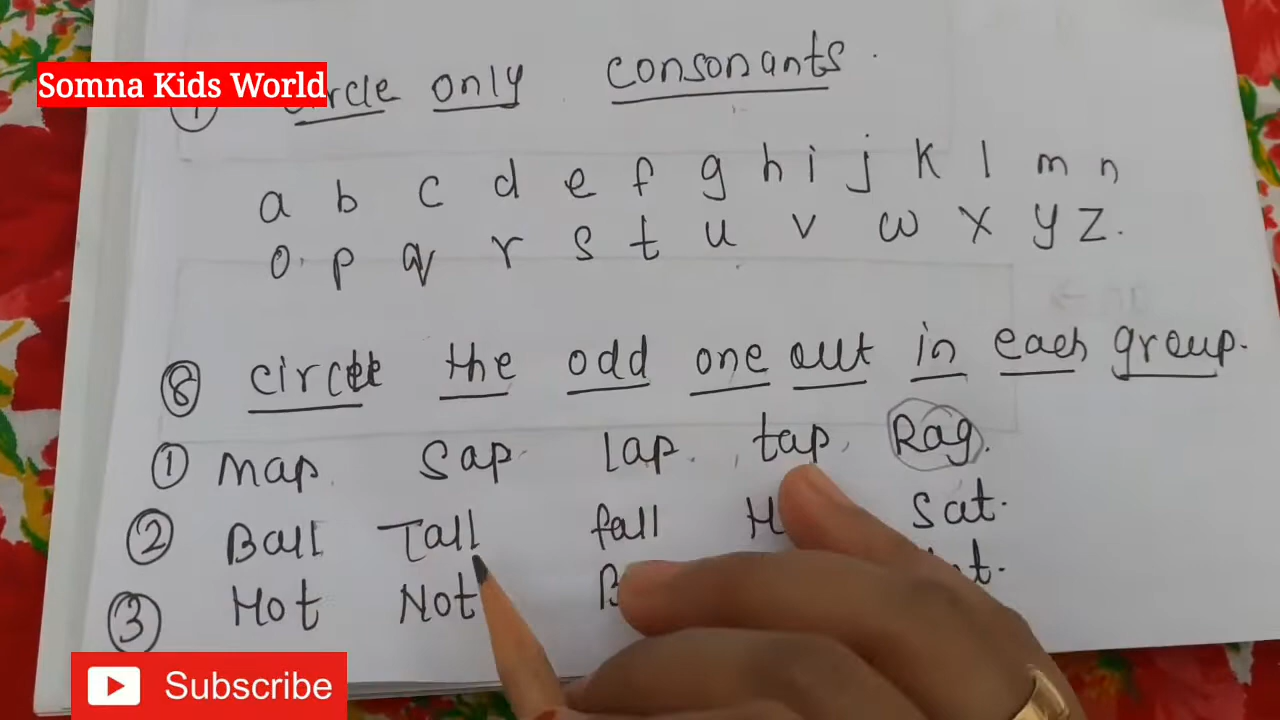 Somna Kids World
only consonants.
a b c d e f g h i j k l m n
o. p q r s t u v w x y z.
⑧ circle the odd one out in each group.
① map. sap. lap. tap. Rag.
② Ball Tall fall sat.
③ Hot Not
Subscribe